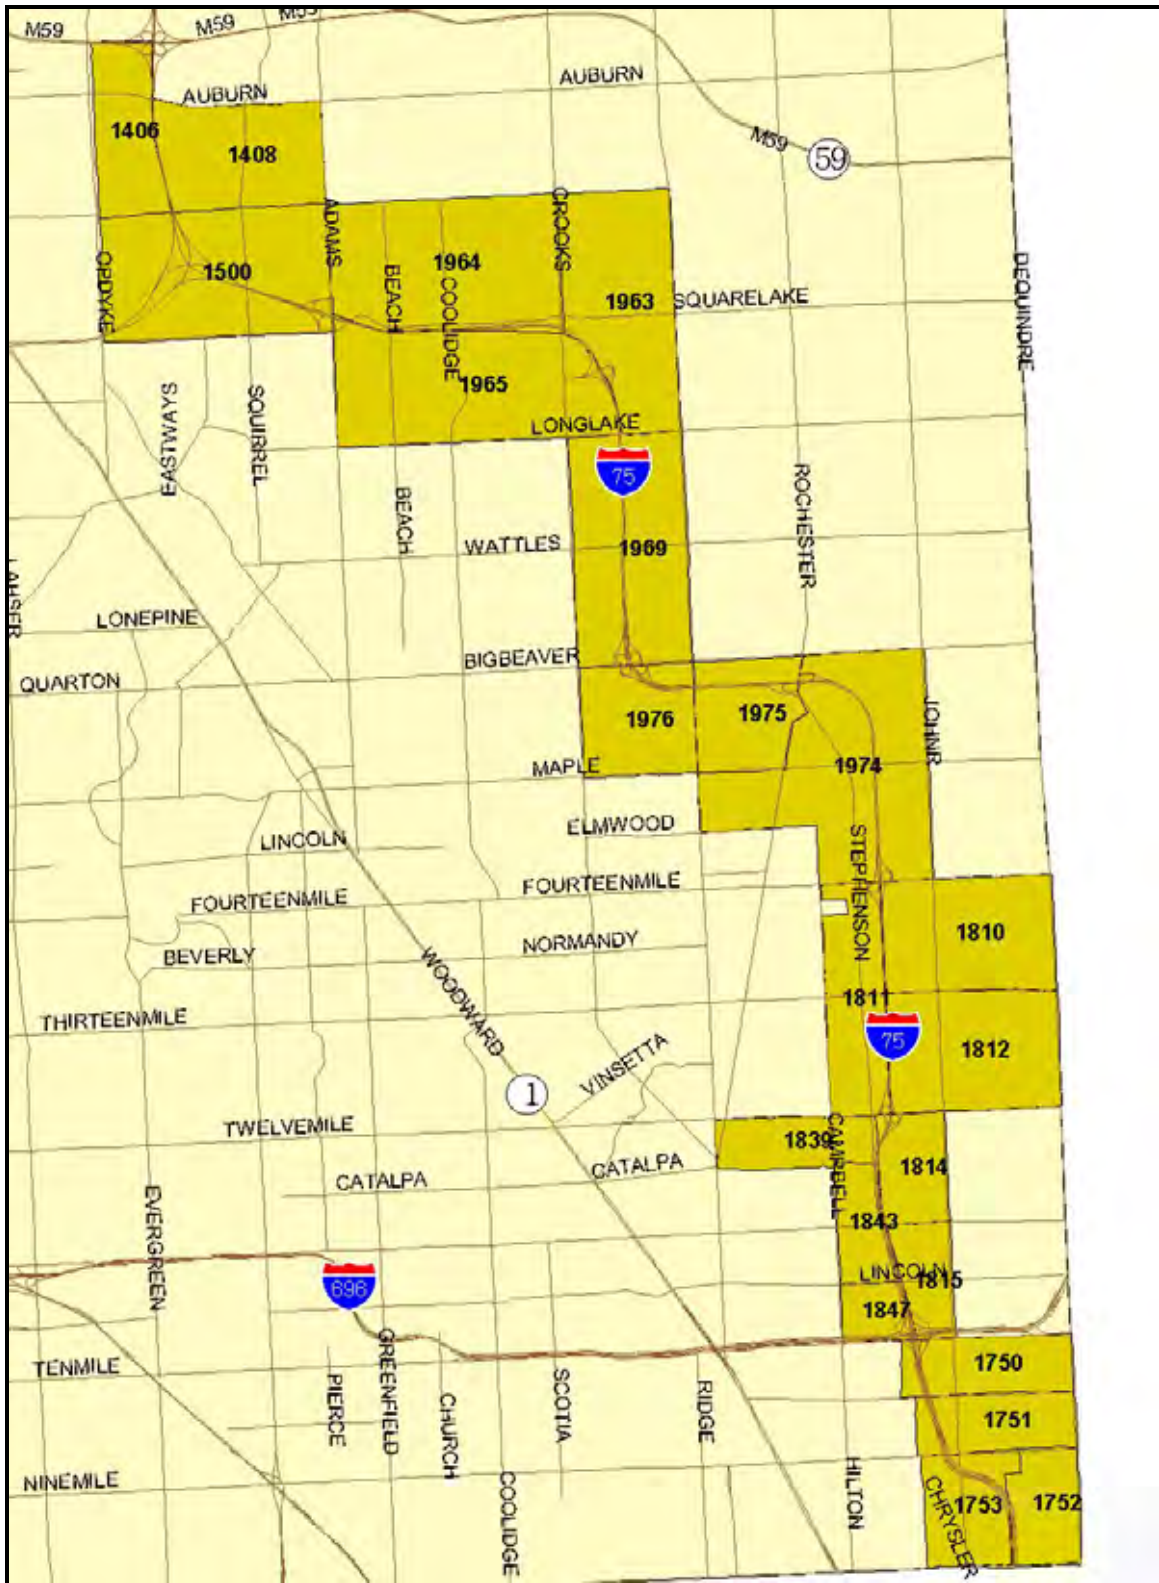 M59
M59
M59
AUBURN
AUBURN
1406
1408
M59
59
ADAMS
CROOKS
OPDYKE
1500
BEACH
1964
COOLIDGE
1963
SQUARELAKE
DEQUINDRE
1965
EASTWAYS
SQUIRREL
LONGLAKE
75
BEACH
WATTLES
1969
ROCHESTER
LAHSER
LONEPINE
QUARTON
BIGBEAVER
1976
1975
JOHNR
MAPLE
1974
ELMWOOD
LINCOLN
STEPHENSON
FOURTEENMILE
FOURTEENMILE
1810
BEVERLY
NORMANDY
WOODWARD
1811
THIRTEENMILE
75
1812
VINSETTA
1
TWELVEMILE
1839
CAMPBELL
CATALPA
CATALPA
1814
EVERGREEN
1843
LINCOLN
1815
696
1847
GREENFIELD
TENMILE
PIERCE
CHURCH
SCOTIA
RIDGE
1750
1751
NINEMILE
COOLIDGE
HILTON
CHRYSLER
1753
1752